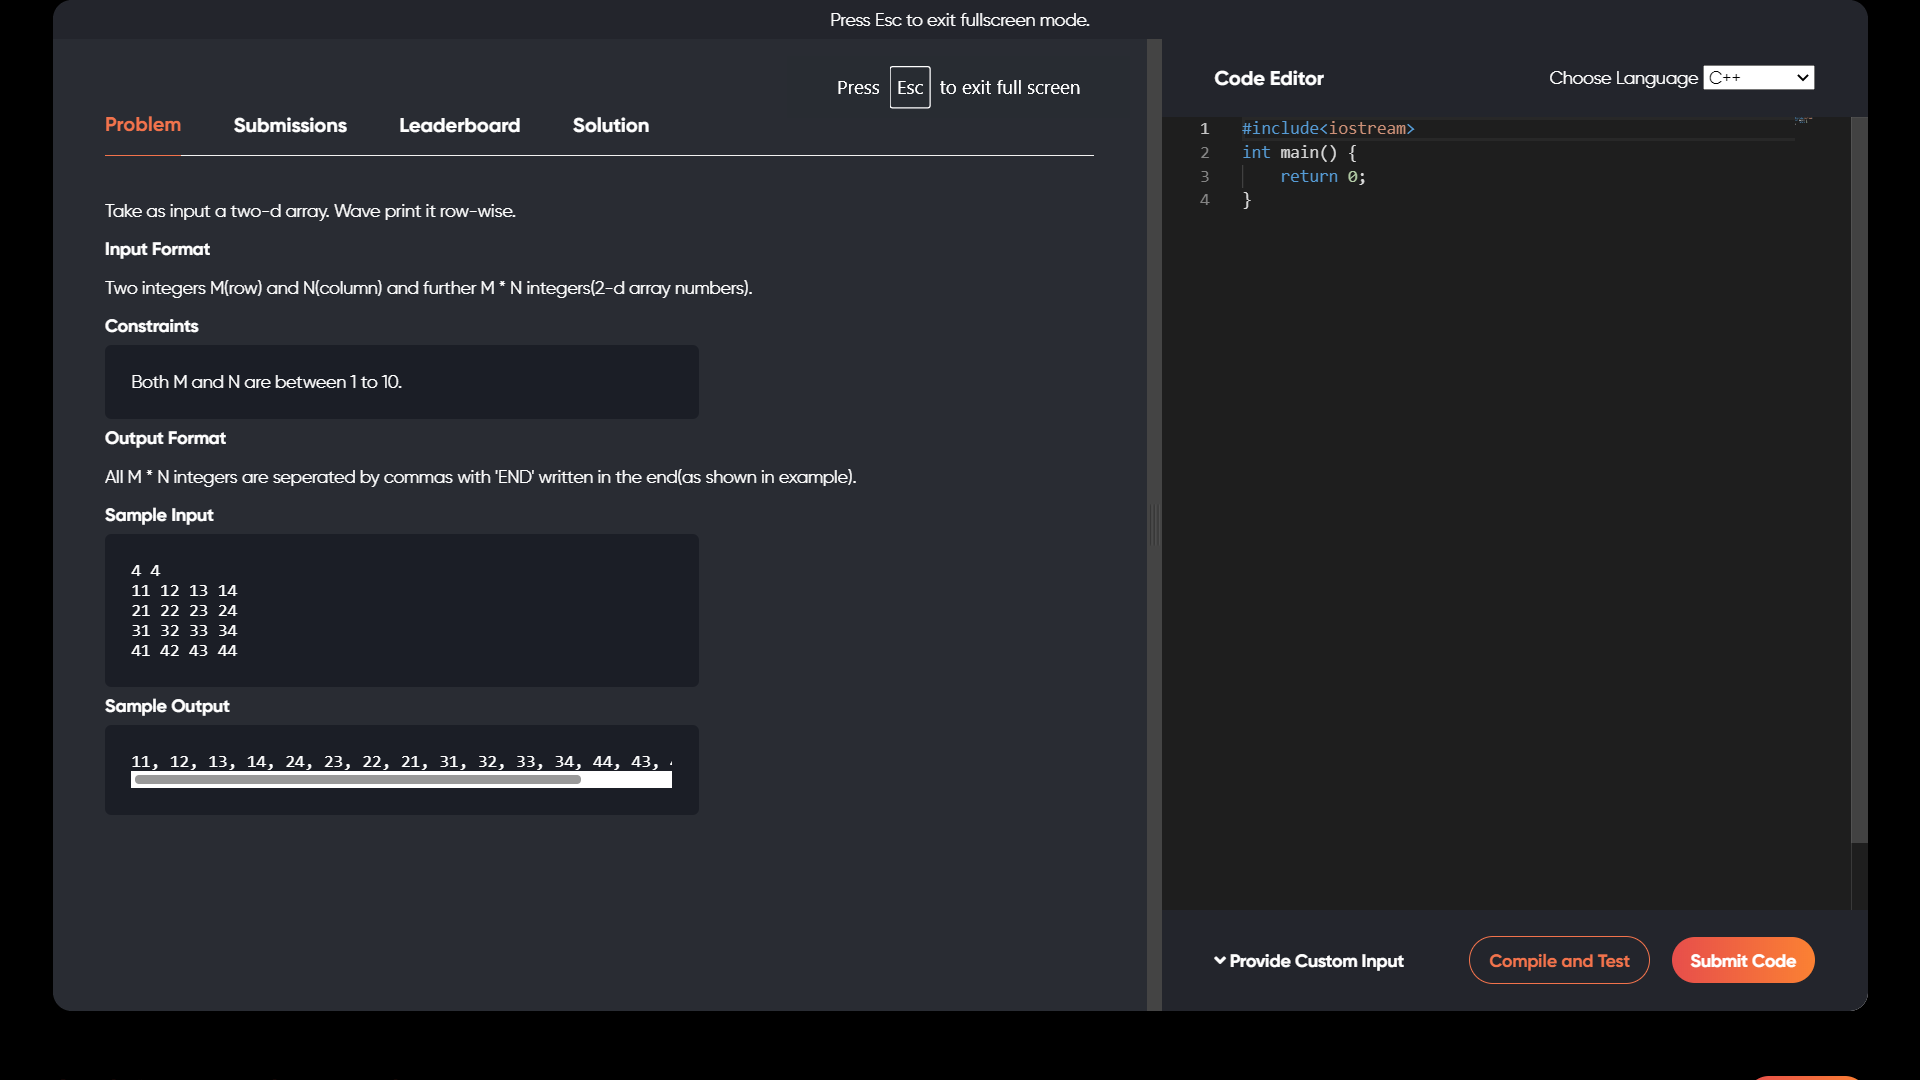 Press Esc to exit fullscreen mode.
Press Esc to exit full screen
Problem Submissions Leaderboard Solution
Take as input a two-d array. Wave print it row-wise.
Input Format
Two integers M(row) and N(column) and further M * N integers(2-d array numbers).
Constraints
Both M and N are between 1 to 10.
Output Format
All M * N integers are seperated by commas with 'END' written in the end(as shown in example).
Sample Input
4 4
11 12 13 14
21 22 23 24
31 32 33 34
41 42 43 44
Sample Output
11, 12, 13, 14, 24, 23, 22, 21, 31, 32, 33, 34, 44, 43,
Code Editor
Choose Language C++
1 #include<iostream>
2 int main() {
3 return 0;
4 }
Provide Custom Input
Compile and Test
Submit Code